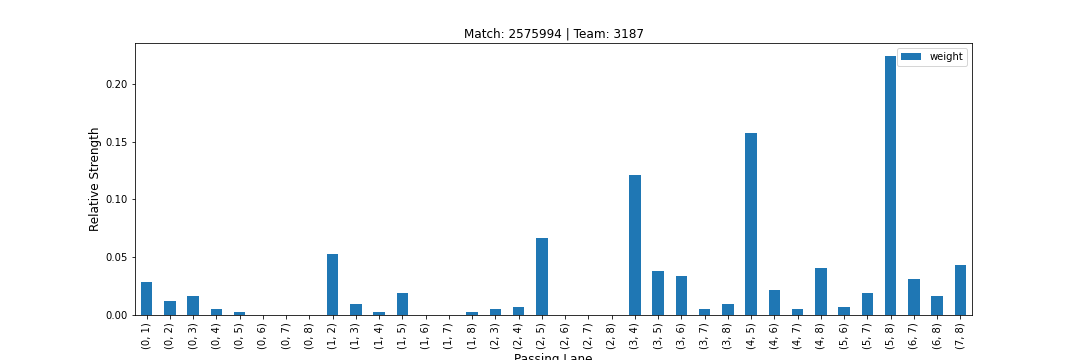 Match: 2575994 | Team: 3187
weight
Relative Strength
0.20
0.15
0.10
0.05
0.00
(0, 1) (0, 2) (0, 3) (0, 4) (0, 5) (0, 6) (0, 7) (0, 8) (1, 2) (1, 3) (1, 4) (1, 5) (1, 6) (1, 7) (1, 8) (2, 3) (2, 4) (2, 5) (2, 6) (2, 7) (2, 8) (3, 4) (3, 5) (3, 6) (3, 7) (3, 8) (4, 5) (4, 6) (4, 7) (4, 8) (5, 6) (5, 7) (5, 8) (6, 7) (6, 8) (7, 8)
Passing Lane